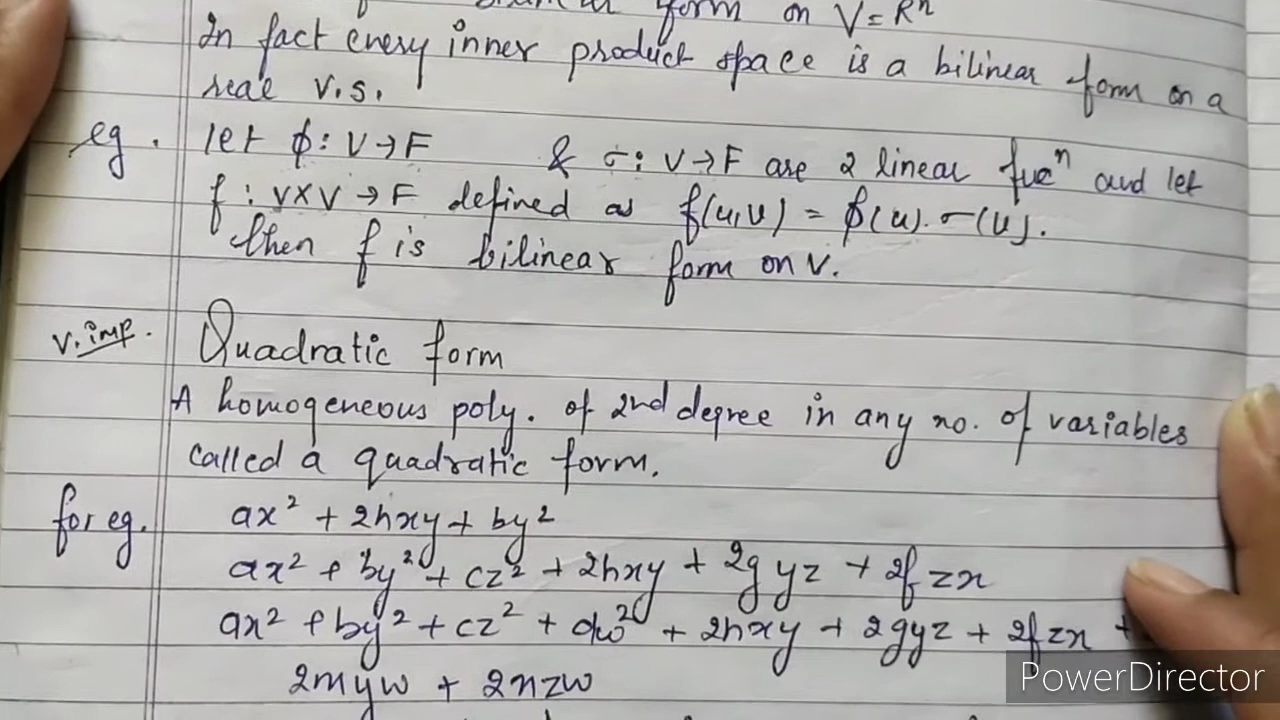 form on V = Rⁿ
In fact every inner product space is a bilinear form on a
real v.s.
eg. let ϕ : V → F & σ : V → F are 2 linear fucⁿ and let
f : V × V → F defined as f(u,v) = ϕ(u). σ(v).
then f is bilinear form on V.
v. imp. Quadratic form
A homogeneous poly. of 2nd degree in any no. of variables
called a quadratic form.
for eg. ax² + 2hxy + by²
ax² + by² + cz² + 2hxy + 2gyz + 2fzx
ax² + by² + cz² + dw² + 2hxy + 2gyz + 2fzx +
2myw + 2nzw
PowerDirector